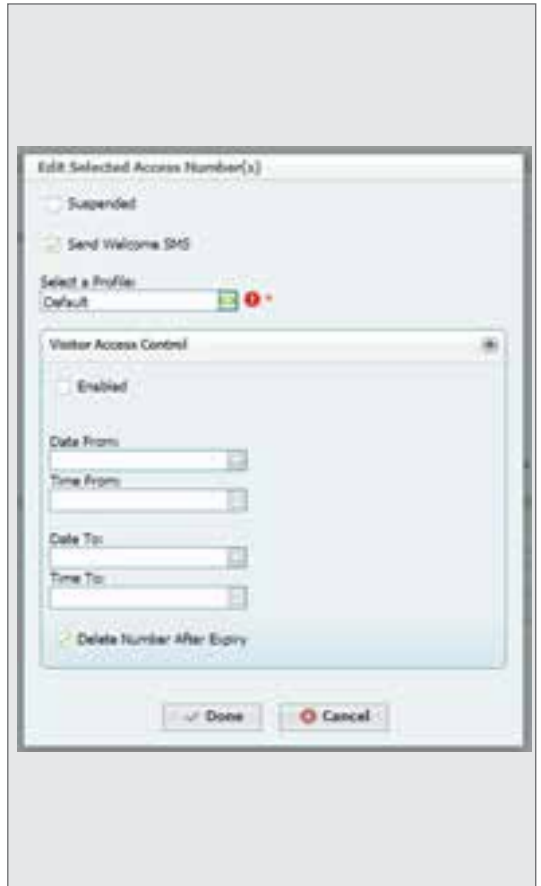 Edit Selected Access Number(s)
Suspended
Send Welcome SMS
Select a Profile:
Default
*
Visitor Access Control
Enabled
Date From:
Time From:
Date To:
Time To:
Delete Number After Expiry
Done
Cancel